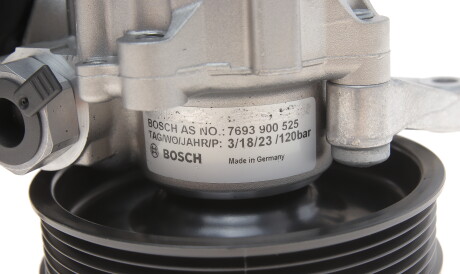 BOSCH AS NO.: 7693 900 525
TAG/WO/JAHR/P: 3/18/23 /120bar
BOSCH Made in Germany